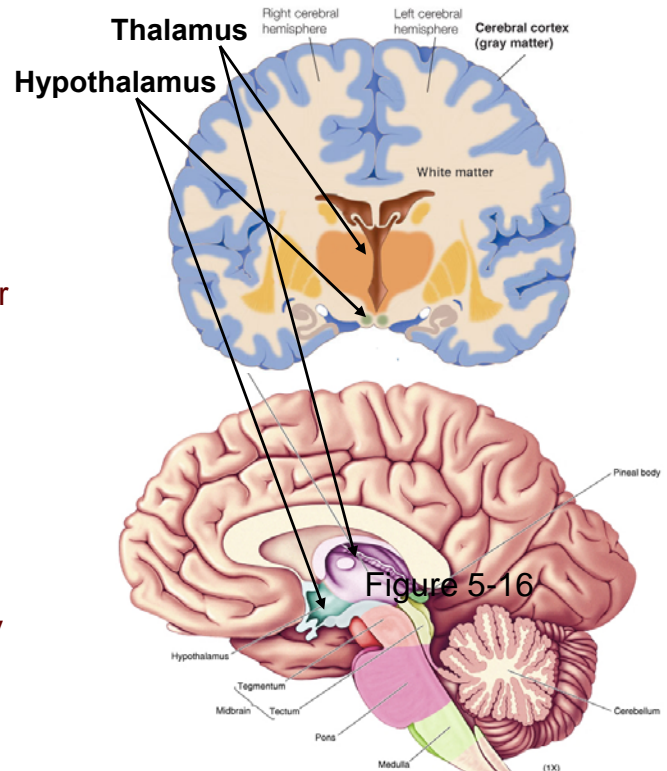 Thalamus
Hypothalamus
Right cerebral
hemisphere
Left cerebral
hemisphere
Cerebral cortex
(gray matter)
White matter
r
Pineal body
Figure 5-16
y
Hypothalamus
Tegmentum
Midbrain
Tectum
Pons
Medulla
Cerebellum
(1X)